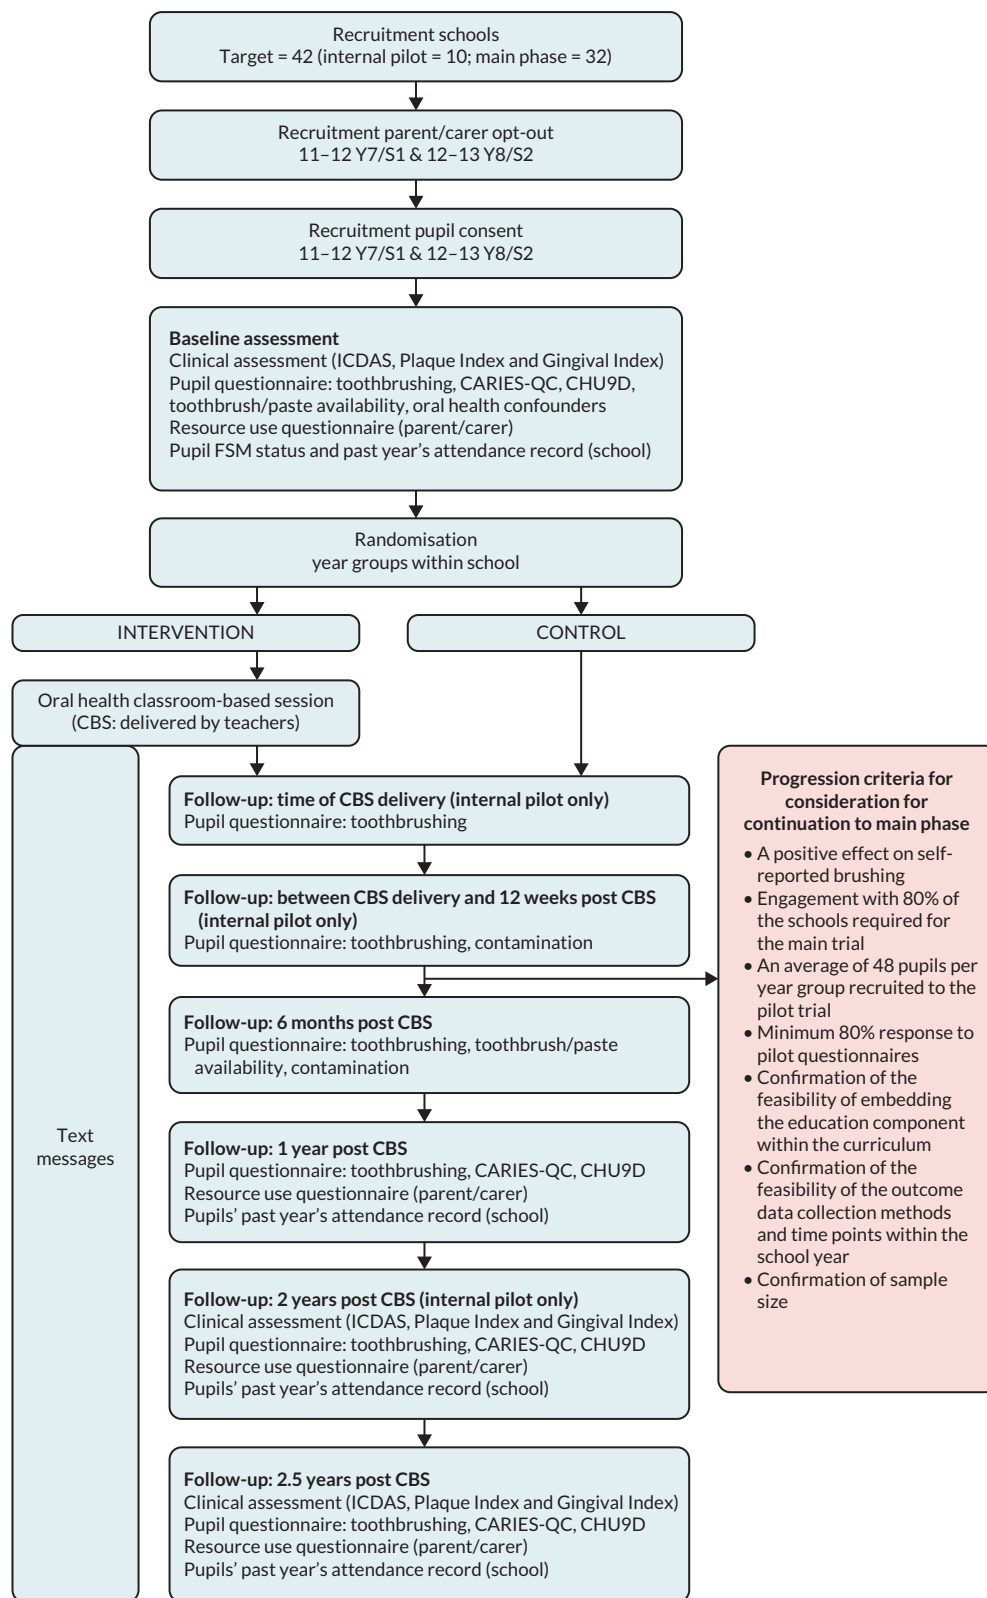 Recruitment schools
Target = 42 (internal pilot = 10; main phase = 32)
Recruitment parent/carer opt-out
11–12 Y7/S1 & 12–13 Y8/S2
Recruitment pupil consent
11–12 Y7/S1 & 12–13 Y8/S2
Baseline assessment
Clinical assessment (ICDAS, Plaque Index and Gingival Index)
Pupil questionnaire: toothbrushing, CARIES-QC, CHU9D,
toothbrush/paste availability, oral health confounders
Resource use questionnaire (parent/carer)
Pupil FSM status and past year's attendance record (school)
Randomisation
year groups within school
INTERVENTION
CONTROL
Oral health classroom-based session
(CBS: delivered by teachers)
Text
messages
Follow-up: time of CBS delivery (internal pilot only)
Pupil questionnaire: toothbrushing
Follow-up: between CBS delivery and 12 weeks post CBS
(internal pilot only)
Pupil questionnaire: toothbrushing, contamination
Follow-up: 6 months post CBS
Pupil questionnaire: toothbrushing, toothbrush/paste
availability, contamination
Follow-up: 1 year post CBS
Pupil questionnaire: toothbrushing, CARIES-QC, CHU9D
Resource use questionnaire (parent/carer)
Pupils' past year's attendance record (school)
Follow-up: 2 years post CBS (internal pilot only)
Clinical assessment (ICDAS, Plaque Index and Gingival Index)
Pupil questionnaire: toothbrushing, CARIES-QC, CHU9D
Resource use questionnaire (parent/carer)
Pupils' past year's attendance record (school)
Follow-up: 2.5 years post CBS
Clinical assessment (ICDAS, Plaque Index and Gingival Index)
Pupil questionnaire: toothbrushing, CARIES-QC, CHU9D
Resource use questionnaire (parent/carer)
Pupils' past year's attendance record (school)
Progression criteria for
consideration for
continuation to main phase
• A positive effect on self-
reported brushing
• Engagement with 80% of
the schools required for
the main trial
• An average of 48 pupils per
year group recruited to the
pilot trial
• Minimum 80% response to
pilot questionnaires
• Confirmation of the
feasibility of embedding
the education component
within the curriculum
• Confirmation of the
feasibility of the outcome
data collection methods
and time points within the
school year
• Confirmation of sample
size